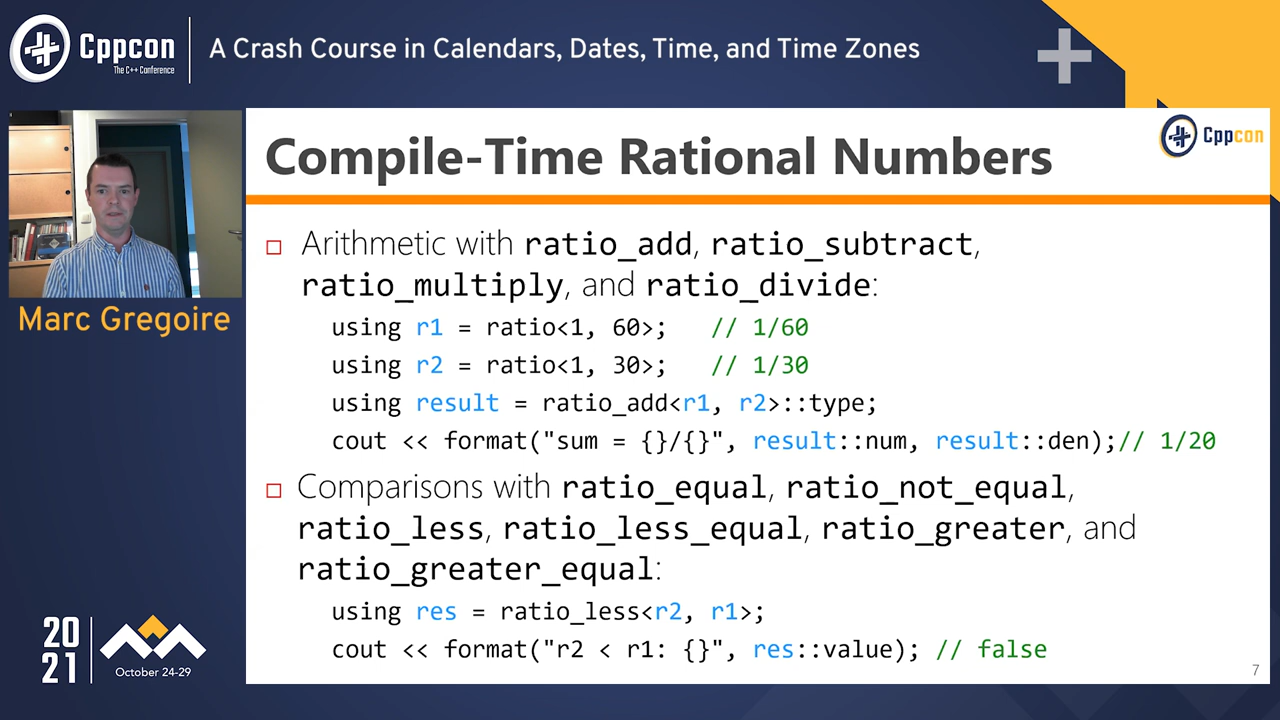 Cppcon
The C++ Conference
A Crash Course in Calendars, Dates, Time, and Time Zones
Cppcon
Compile-Time Rational Numbers
Marc Gregoire
Arithmetic with ratio_add, ratio_subtract,
ratio_multiply, and ratio_divide:
using r1 = ratio<1, 60>;   // 1/60
using r2 = ratio<1, 30>;   // 1/30
using result = ratio_add<r1, r2>::type;
cout << format("sum = {}/{}", result::num, result::den);// 1/20
Comparisons with ratio_equal, ratio_not_equal,
ratio_less, ratio_less_equal, ratio_greater, and
ratio_greater_equal:
using res = ratio_less<r2, r1>;
cout << format("r2 < r1: {}", res::value); // false
20
21
October 24-29
7